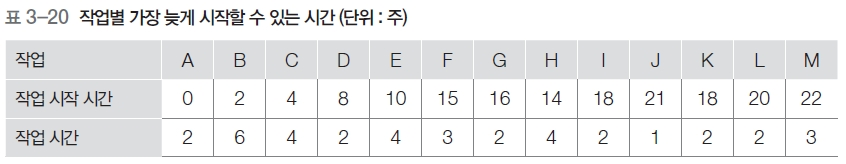 표 3-20 작업별 가장 늦게 시작할 수 있는 시간 (단위 : 주)
작업 A B C D E F G H I J K L M
작업 시작 시간 0 2 4 8 10 15 16 14 18 21 18 20 22
작업 시간 2 6 4 2 4 3 2 4 2 1 2 2 3